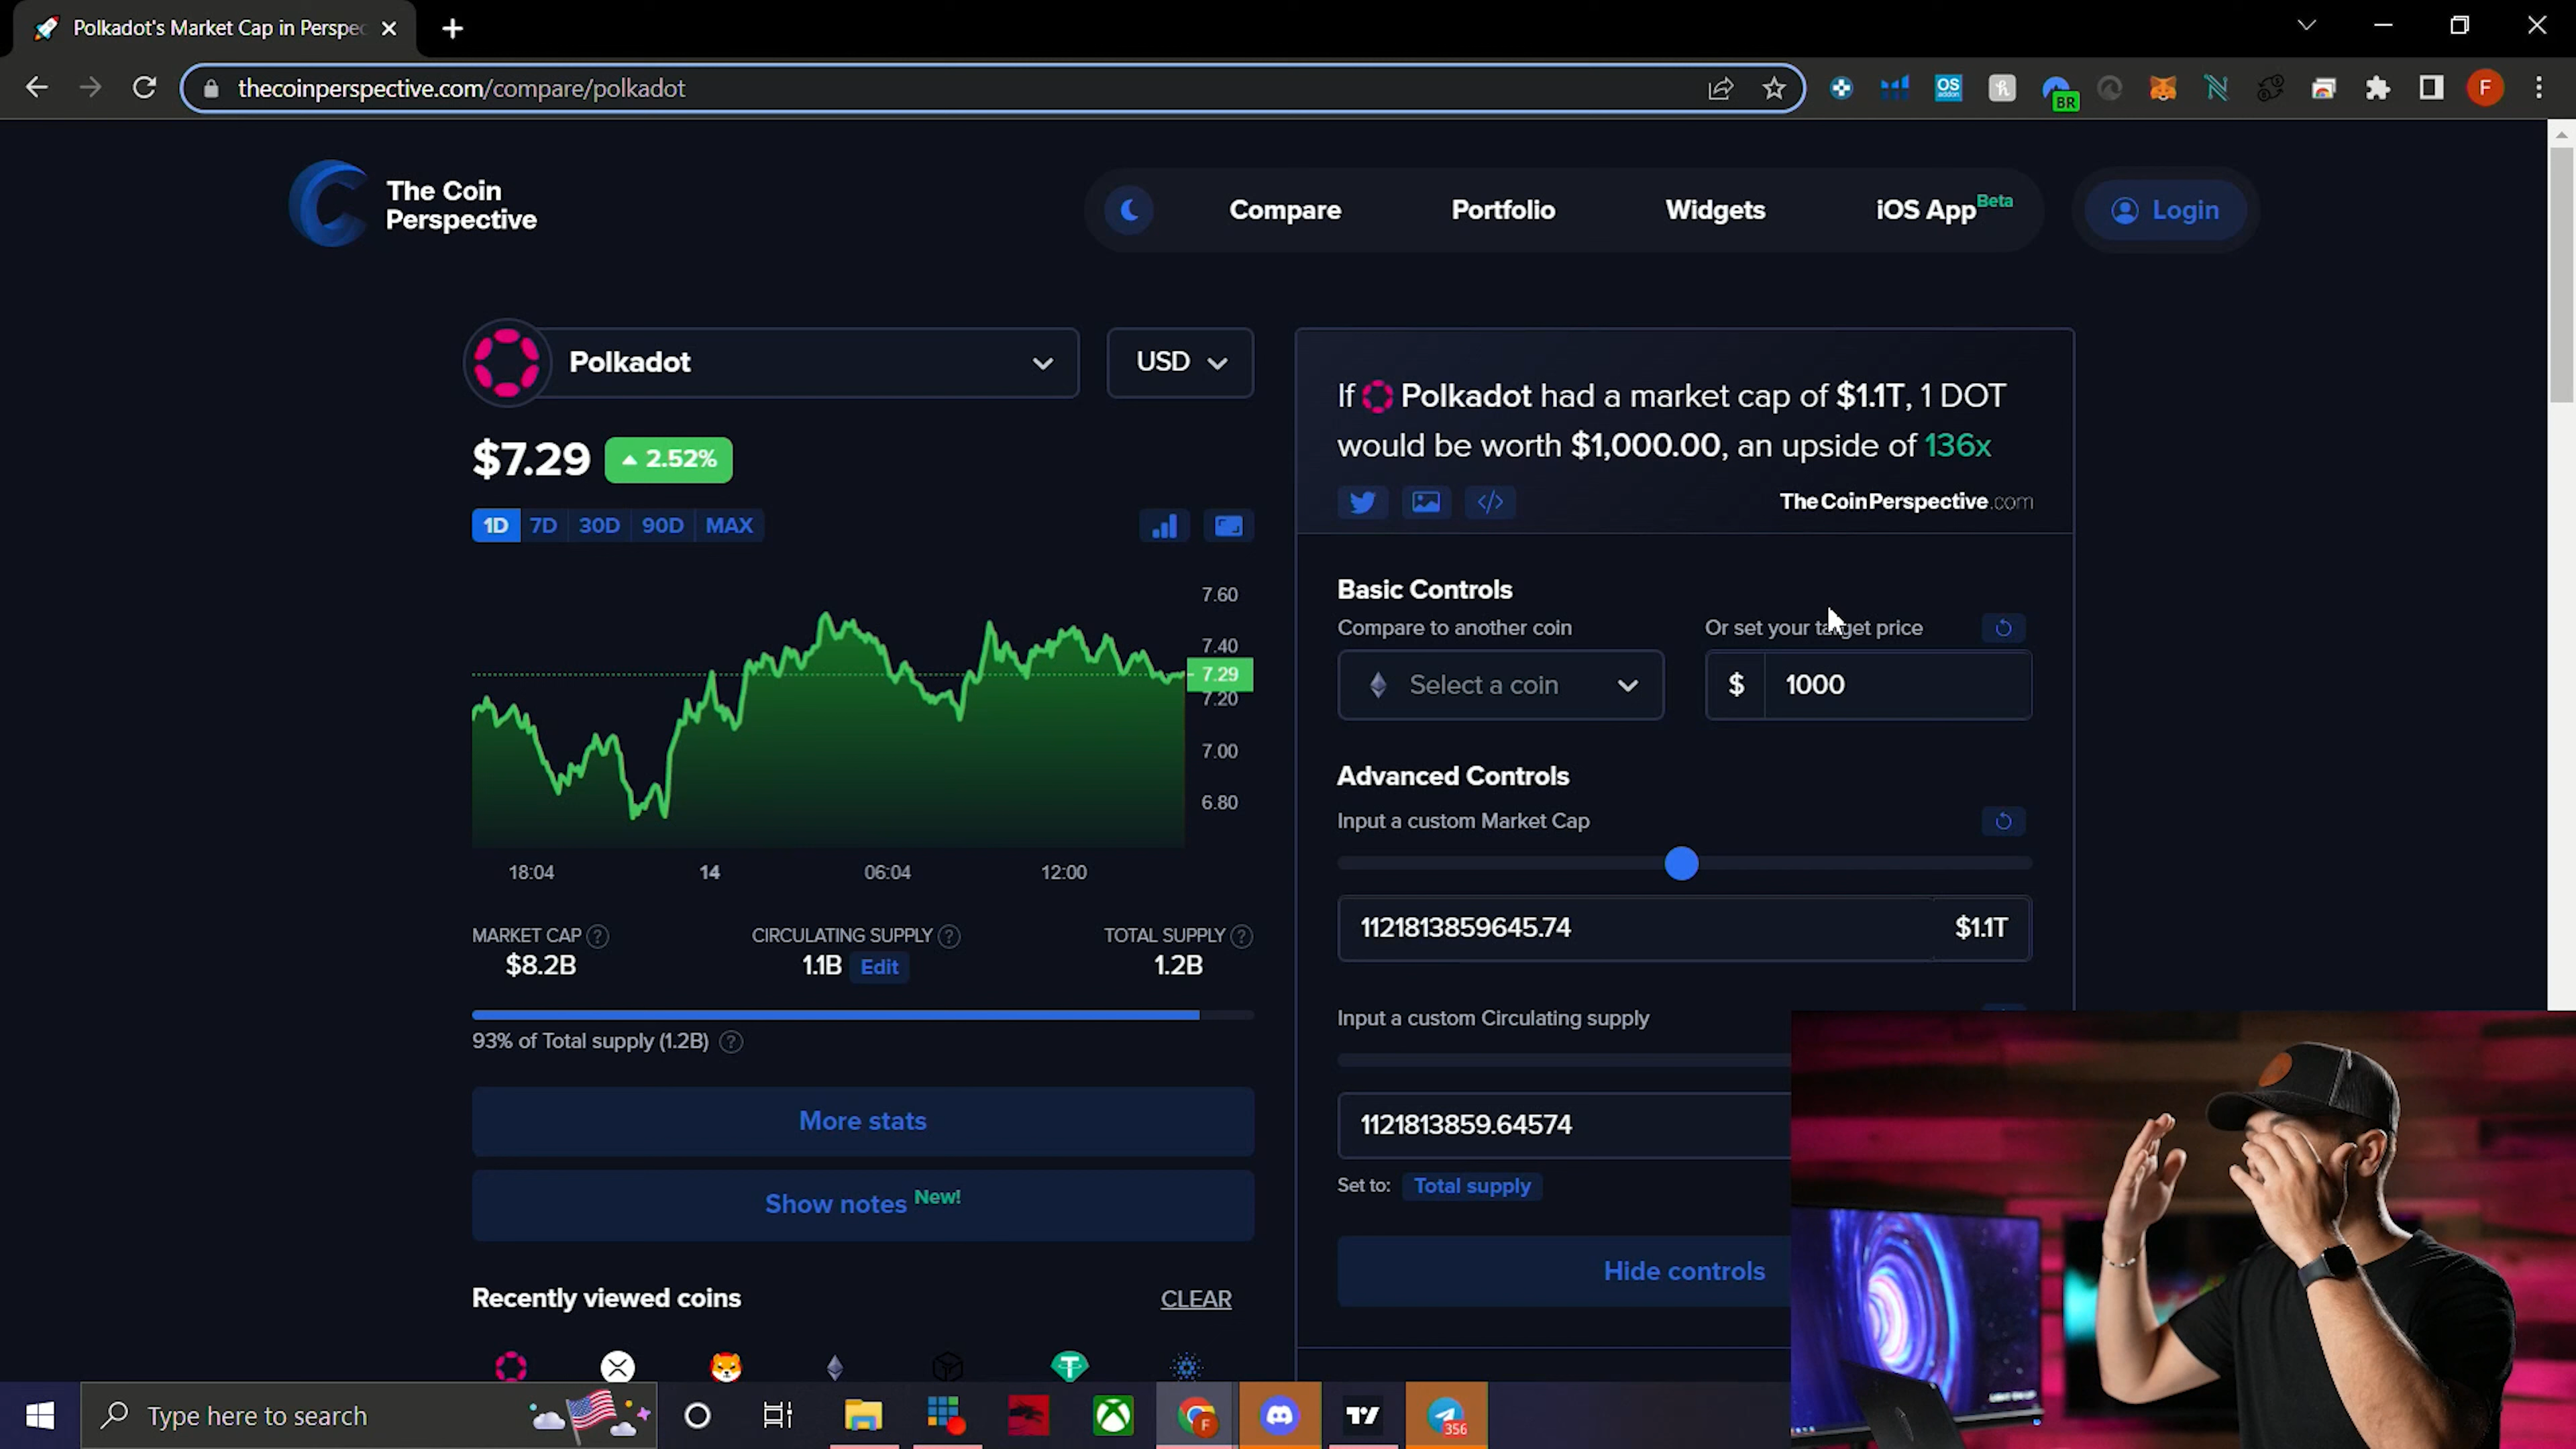 Polkadot's Market Cap in Perspec
thecoinperspective.com/compare/polkadot
OS
addon
BR
F
The Coin
Perspective
Compare
Portfolio
Widgets
iOS App Beta
Login
Polkadot
USD
$7.29
2.52%
1D 7D 30D 90D MAX
7.60
7.40
7.29
7.20
7.00
6.80
18:04 14 06:04 12:00
MARKET CAP ?
$8.2B
CIRCULATING SUPPLY ?
1.1B Edit
TOTAL SUPPLY ?
1.2B
93% of Total supply (1.2B) ?
More stats
Show notes New!
Recently viewed coins
CLEAR
If Polkadot had a market cap of $1.1T, 1 DOT
would be worth $1,000.00, an upside of 136x
TheCoinPerspective.com
Basic Controls
Compare to another coin
Select a coin
Or set your target price
$ 1000
Advanced Controls
Input a custom Market Cap
1121813859645.74 $1.1T
Input a custom Circulating supply
1121813859.64574
Set to: Total supply
Hide controls
Type here to search
F
356